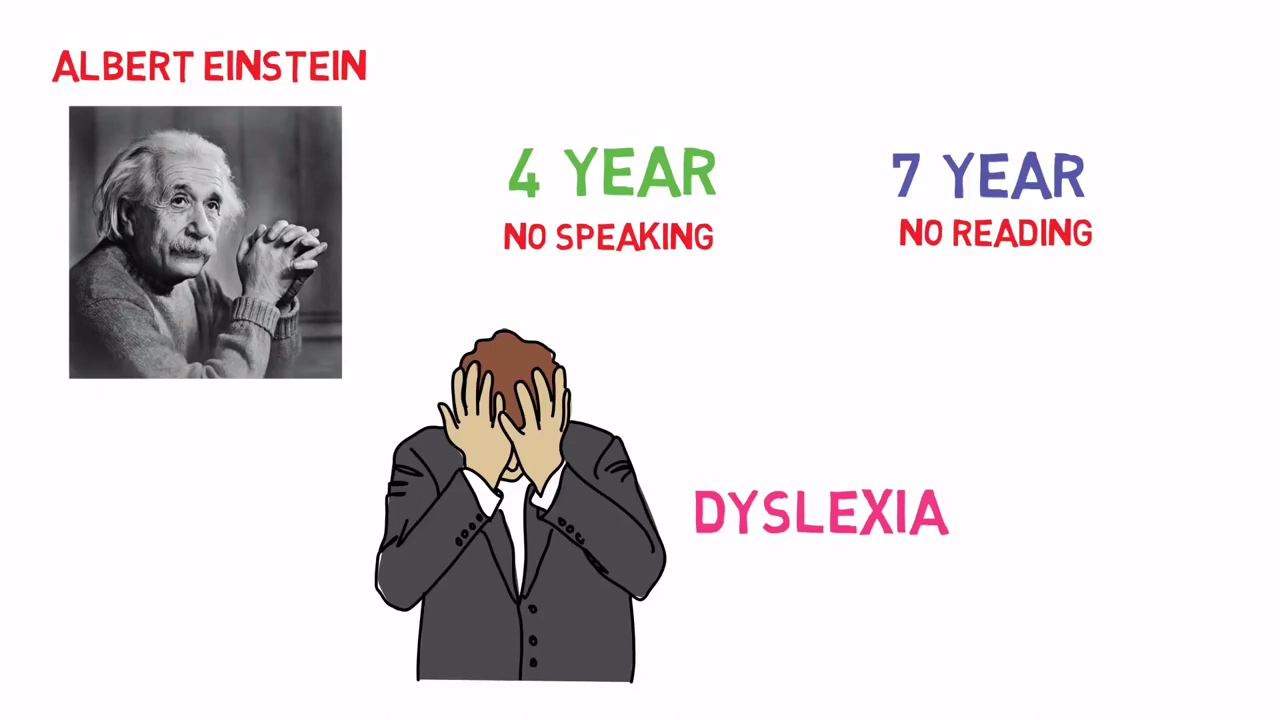 ALBERT EINSTEIN
4 YEAR
NO SPEAKING
7 YEAR
NO READING
DYSLEXIA